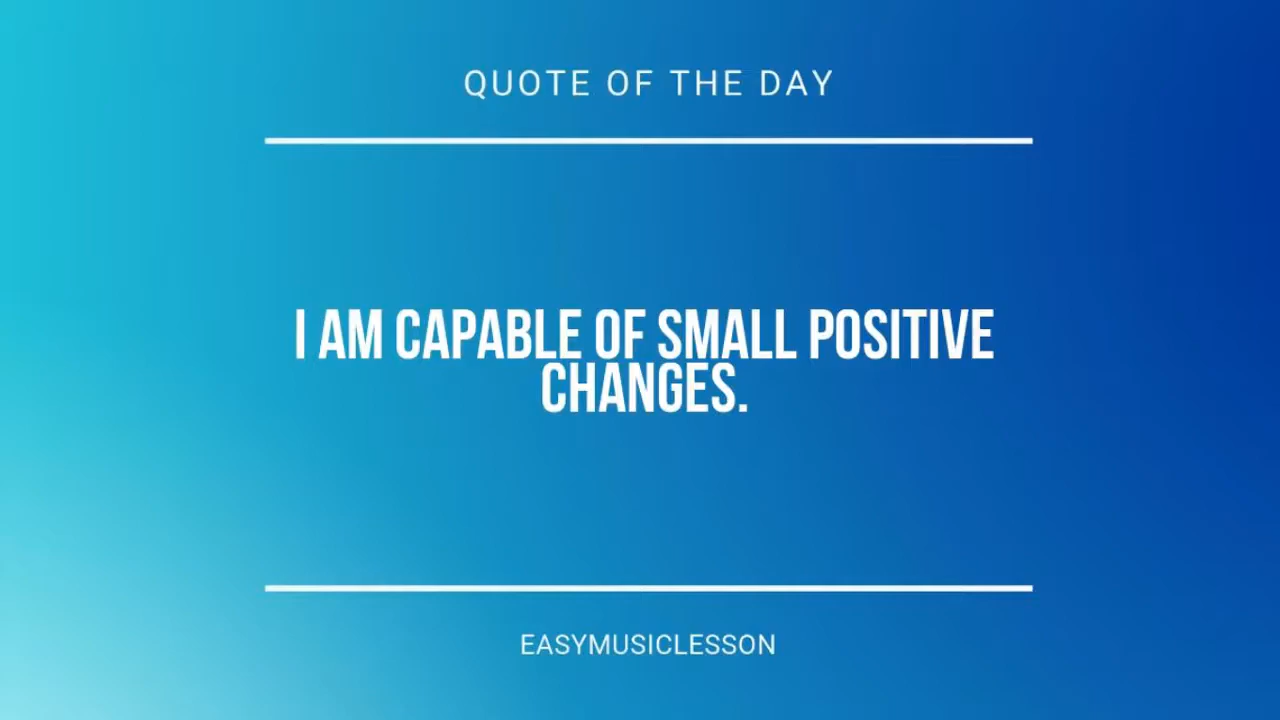 QUOTE OF THE DAY
I AM CAPABLE OF SMALL POSITIVE
CHANGES.
EASYMUSICLESSON